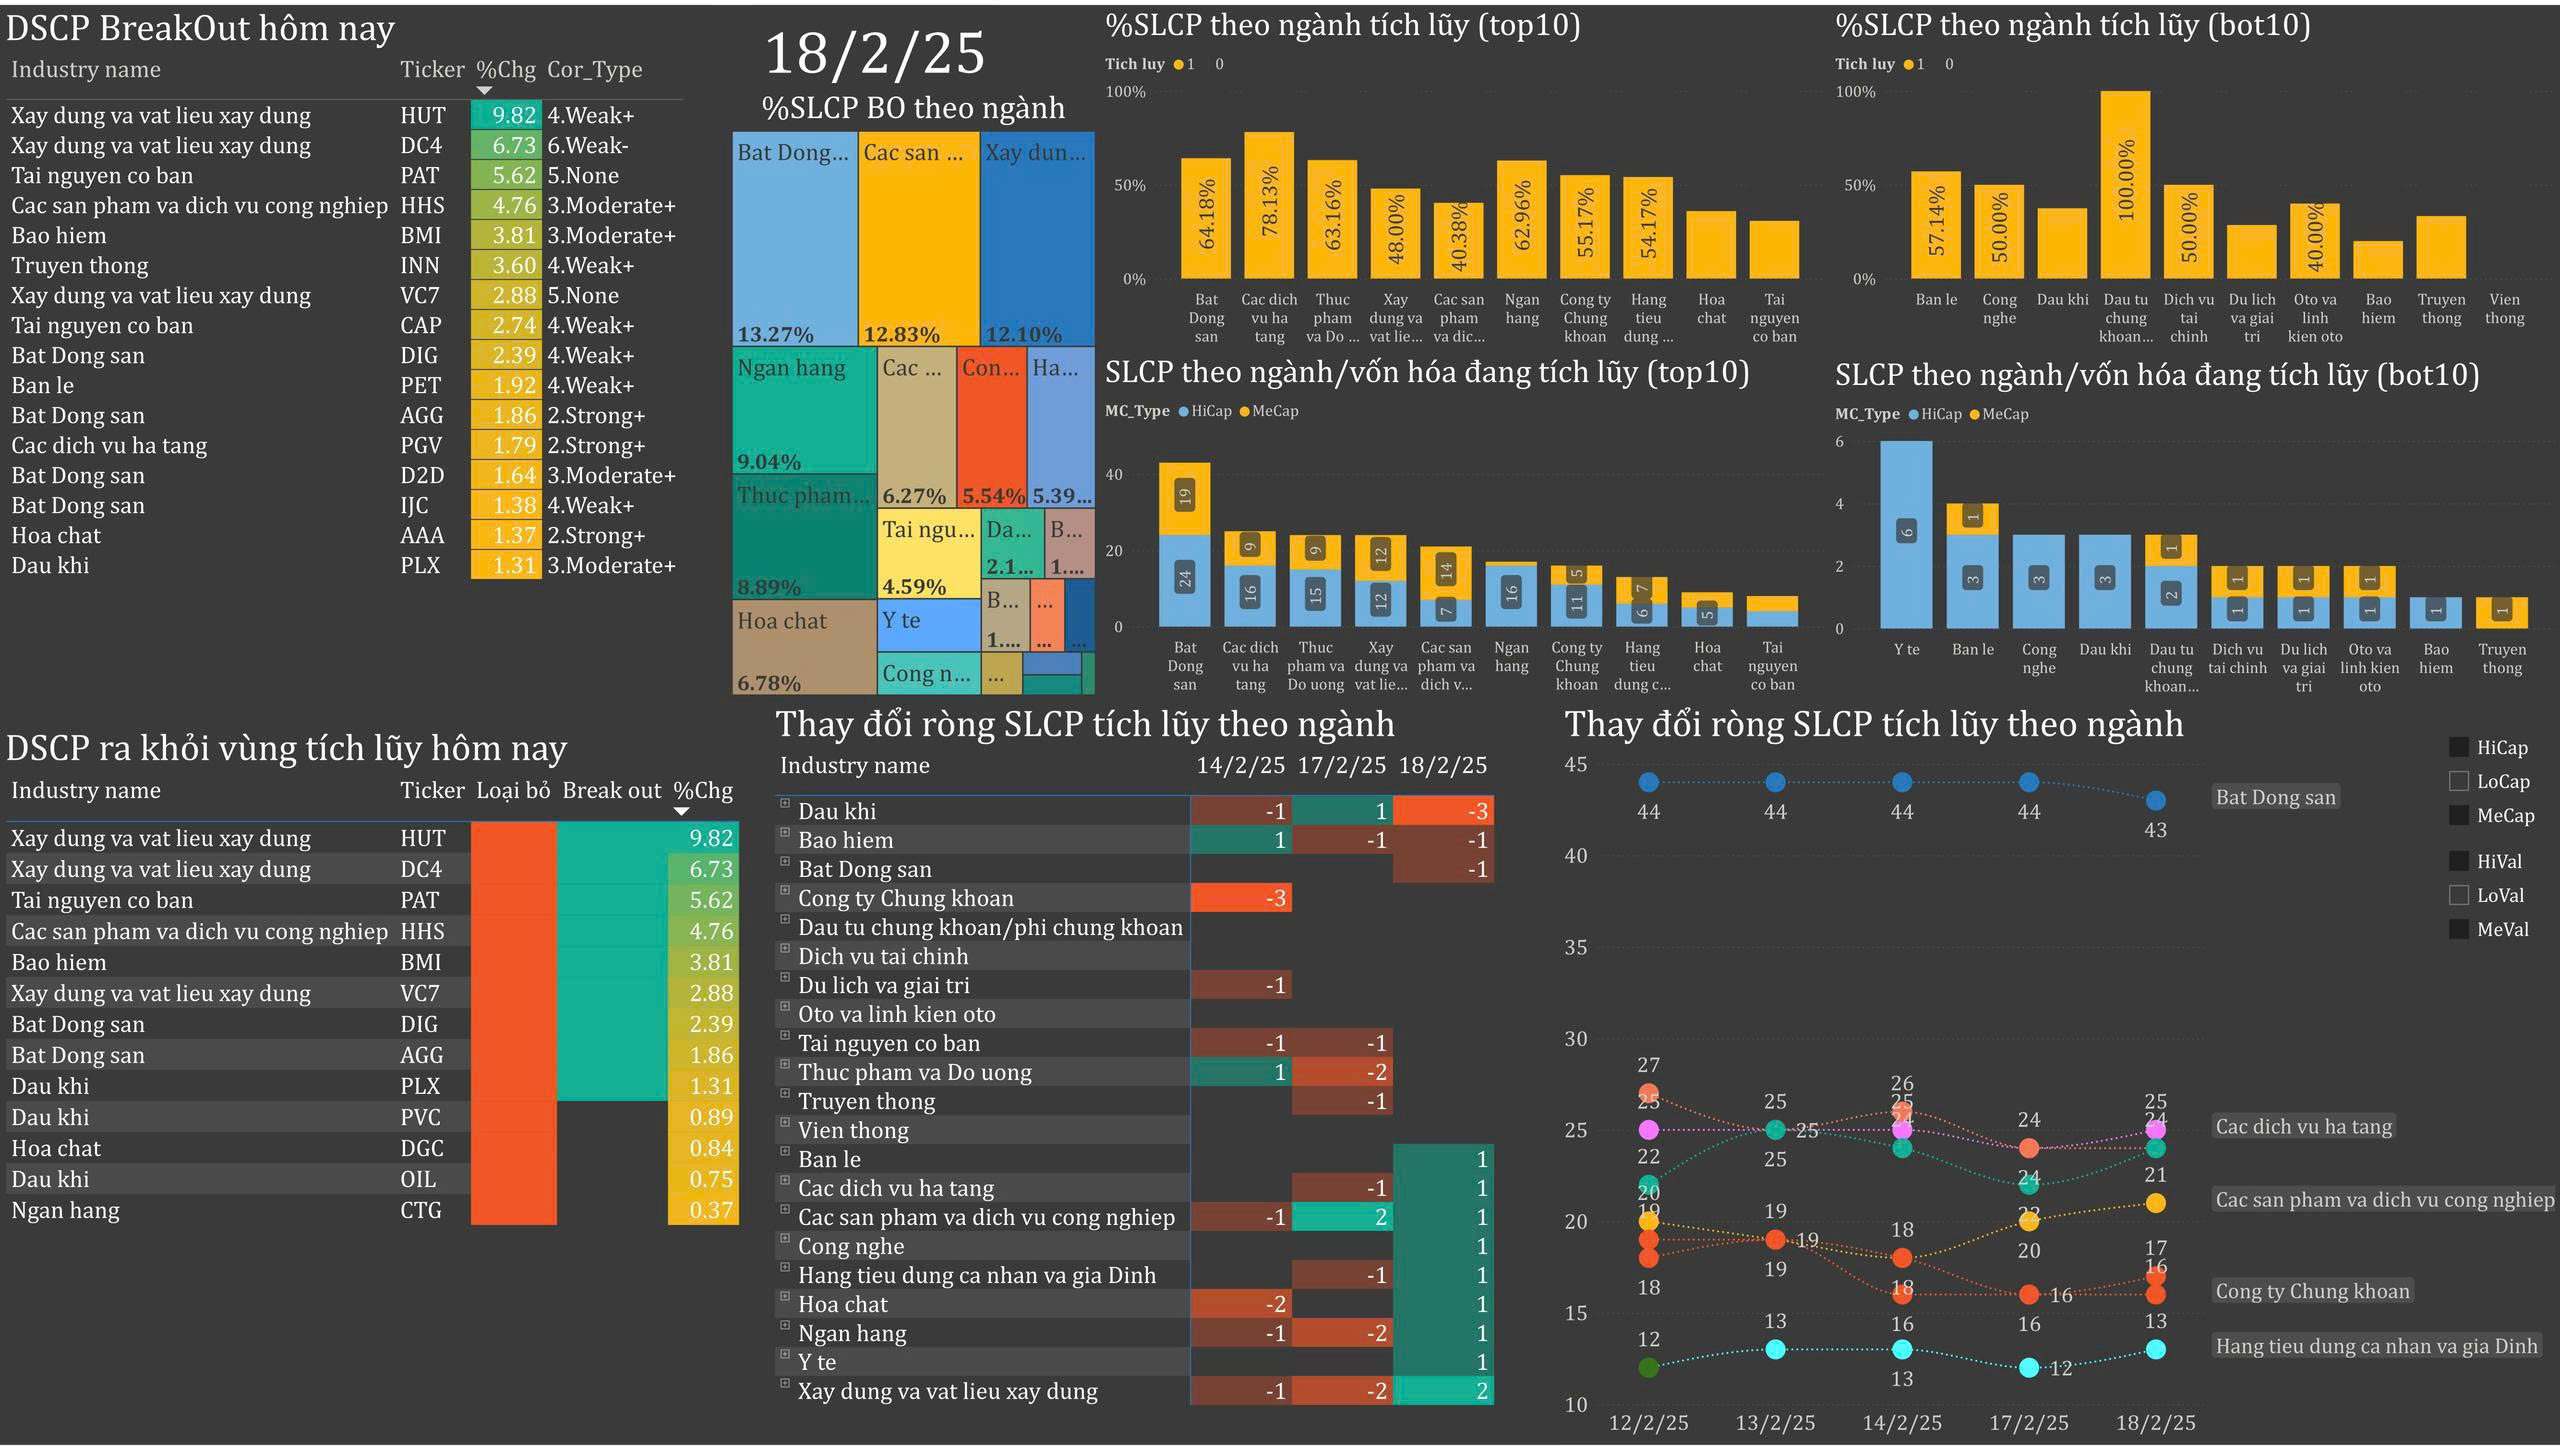 DSCP BreakOut hôm nay
Industry name Ticker %Chg Cor_Type
Xay dung va vat lieu xay dung HUT 9.82 4.Weak+
Xay dung va vat lieu xay dung DC4 6.73 6.Weak-
Tai nguyen co ban PAT 5.62 5.None
Cac san pham va dich vu cong nghiep HHS 4.76 3.Moderate+
Bao hiem BMI 3.81 3.Moderate+
Truyen thong INN 3.60 4.Weak+
Xay dung va vat lieu xay dung VC7 2.88 5.None
Tai nguyen co ban CAP 2.74 4.Weak+
Bat Dong san DIG 2.39 4.Weak+
Ban le PET 1.92 4.Weak+
Bat Dong san AGG 1.86 2.Strong+
Cac dich vu ha tang PGV 1.79 2.Strong+
Bat Dong san D2D 1.64 3.Moderate+
Bat Dong san IJC 1.38 4.Weak+
Hoa chat AAA 1.37 2.Strong+
Dau khi PLX 1.31 3.Moderate+
18/2/25
%SLCP BO theo ngành
Bat Dong... Cac san ... Xay dun...
13.27% 12.83% 12.10%
Ngan hang Cac ... Con... Ha...
9.04% 6.27% 5.54% 5.39...
Thuc pham... Tai ngu... Da... B...
8.89% 4.59% 2.1... 1....
Hoa chat Y te B... ...
6.78% Cong n... 1.... ... ...
...
%SLCP theo ngành tích lũy (top10)
Tich luy 1 0
100%
50%
0%
64.18% 78.13% 63.16% 48.00% 40.38% 62.96% 55.17% 54.17%
Bat Dong san
Cac dich vu ha tang
Thuc pham va Do ...
Xay dung va vat lie...
Cac san pham va dic...
Ngan hang
Cong ty Chung khoan
Hang tieu dung ...
Hoa chat
Tai nguyen co ban
%SLCP theo ngành tích lũy (bot10)
Tich luy 1 0
100%
50%
0%
57.14% 50.00% 100.00% 50.00% 40.00%
Ban le
Cong nghe
Dau khi
Dau tu chung khoan...
Dich vu tai chinh
Du lich va giai tri
Oto va linh kien oto
Bao hiem
Truyen thong
Vien thong
SLCP theo ngành/vốn hóa đang tích lũy (top10)
MC_Type HiCap MeCap
40
20
0
19 9 9 12 14 5 7
24 16 15 12 7 16 11 6 5
Bat Dong san
Cac dich vu ha tang
Thuc pham va Do uong
Xay dung va vat lie...
Cac san pham va dich v...
Ngan hang
Cong ty Chung khoan
Hang tieu dung c...
Hoa chat
Tai nguyen co ban
SLCP theo ngành/vốn hóa đang tích lũy (bot10)
MC_Type HiCap MeCap
6
4
2
0
1 1 1 1 1 1
6 3 3 3 2 1 1 1 1
Y te
Ban le
Cong nghe
Dau khi
Dau tu chung khoan...
Dich vu tai chinh
Du lich va giai tri
Oto va linh kien oto
Bao hiem
Truyen thong
DSCP ra khỏi vùng tích lũy hôm nay
Industry name Ticker Loại bỏ Break out %Chg
Xay dung va vat lieu xay dung HUT 9.82
Xay dung va vat lieu xay dung DC4 6.73
Tai nguyen co ban PAT 5.62
Cac san pham va dich vu cong nghiep HHS 4.76
Bao hiem BMI 3.81
Xay dung va vat lieu xay dung VC7 2.88
Bat Dong san DIG 2.39
Bat Dong san AGG 1.86
Dau khi PLX 1.31
Dau khi PVC 0.89
Hoa chat DGC 0.84
Dau khi OIL 0.75
Ngan hang CTG 0.37
Thay đổi ròng SLCP tích lũy theo ngành
Industry name 14/2/25 17/2/25 18/2/25
Dau khi -1 1 -3
Bao hiem 1 -1 -1
Bat Dong san -1
Cong ty Chung khoan -3
Dau tu chung khoan/phi chung khoan
Dich vu tai chinh
Du lich va giai tri -1
Oto va linh kien oto
Tai nguyen co ban -1 -1
Thuc pham va Do uong 1 -2
Truyen thong -1
Vien thong
Ban le 1
Cac dich vu ha tang -1 1
Cac san pham va dich vu cong nghiep -1 2 1
Cong nghe 1
Hang tieu dung ca nhan va gia Dinh -1 1
Hoa chat -2 1
Ngan hang -1 -2 1
Y te 1
Xay dung va vat lieu xay dung -1 -2 2
Thay đổi ròng SLCP tích lũy theo ngành
45
40
35
30
25
20
15
10
44 44 44 44 43
27 25 26 24 25
25 25 25 24
22 25 24 24
20 19 18 22 21
19 19 20 17
18 19 18 16 16
16 16
12 13 13 12 13
12/2/25 13/2/25 14/2/25 17/2/25 18/2/25
Bat Dong san
Cac dich vu ha tang
Cac san pham va dich vu cong nghiep
Cong ty Chung khoan
Hang tieu dung ca nhan va gia Dinh
HiCap
LoCap
MeCap
HiVal
LoVal
MeVal